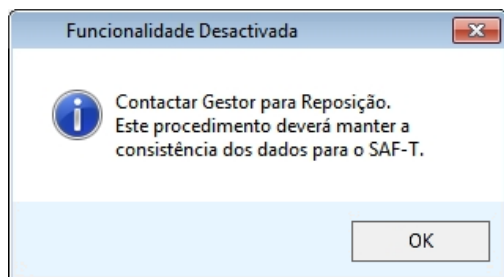 Funcionalidade Desactivada
Contactar Gestor para Reposição.
Este procedimento deverá manter a
consistência dos dados para o SAF-T.
OK